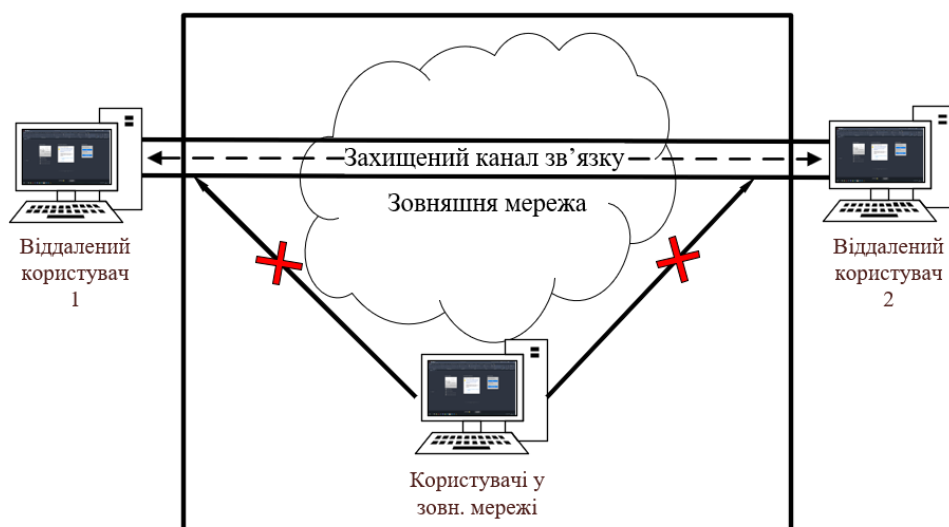 Захищений канал зв’язку
Зовняшня мережа
Віддалений
користувач
1
Віддалений
користувач
2
Користувачі у
зовн. мережі